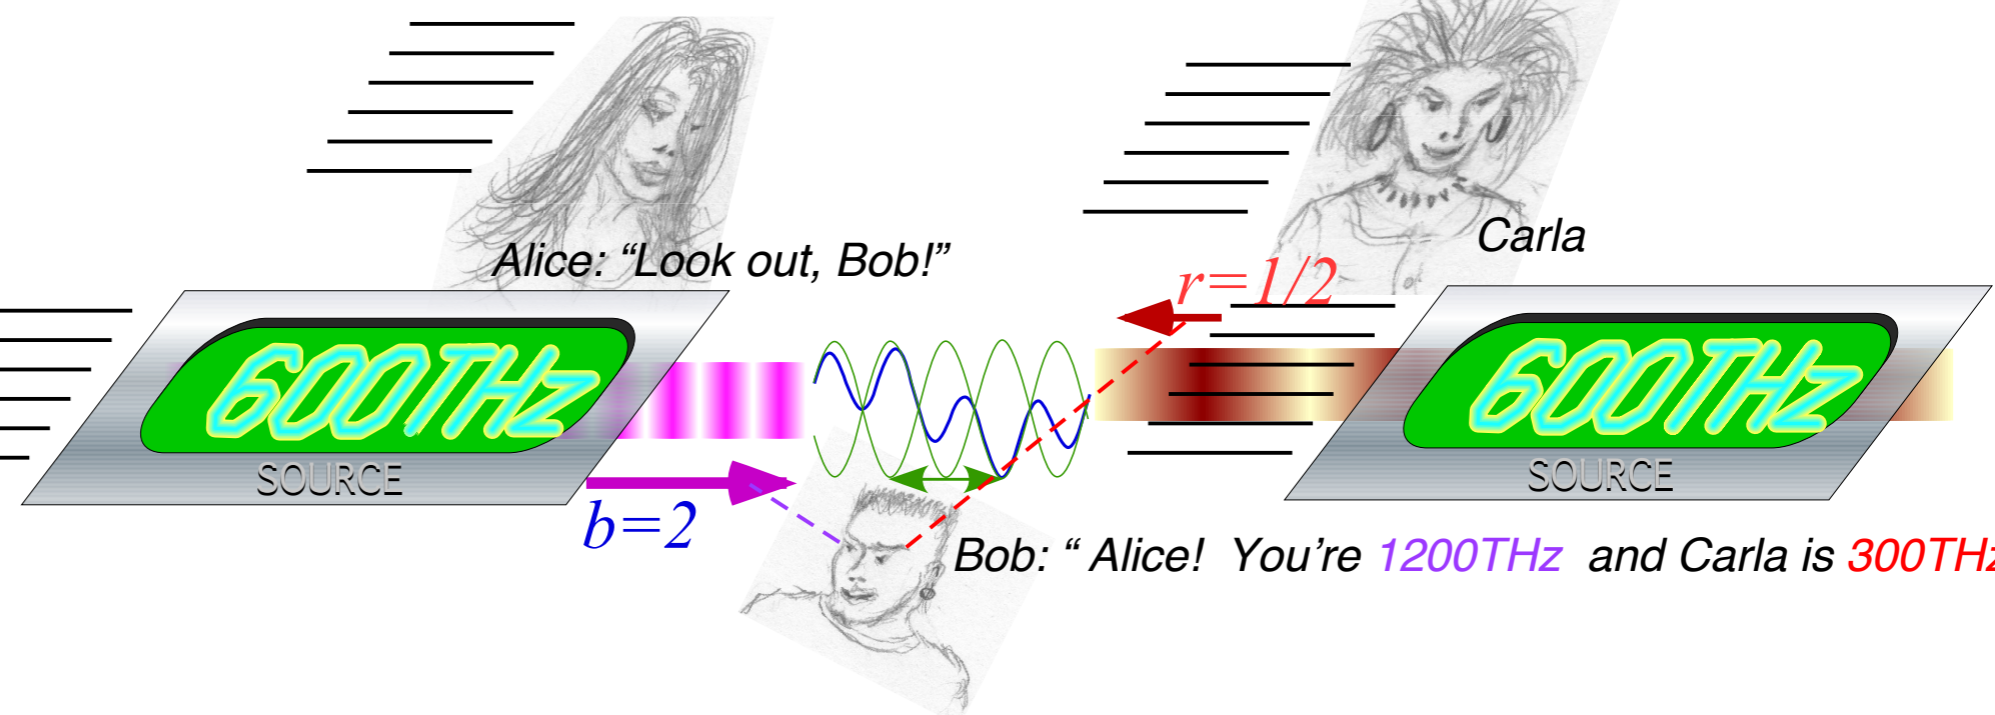 Alice: “Look out, Bob!”
Carla
r=1/2
600THz
SOURCE
600THz
SOURCE
b=2
Bob: “ Alice!  You’re 1200THz  and Carla is 300THz